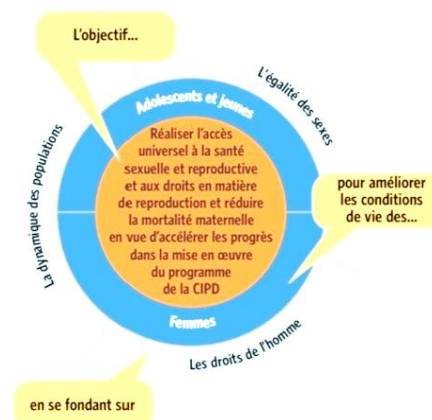 L'objectif...
L'égalité des sexes
Adolescents et jeunes
La dynamique des populations
Réaliser l'accès
universel à la santé
sexuelle et reproductive
et aux droits en matière
de reproduction et réduire
la mortalité maternelle
en vue d'accélérer les progrès
dans la mise en œuvre
du programme
de la CIPD
pour améliorer
les conditions
de vie des...
Femmes
Les droits de l'homme
en se fondant sur